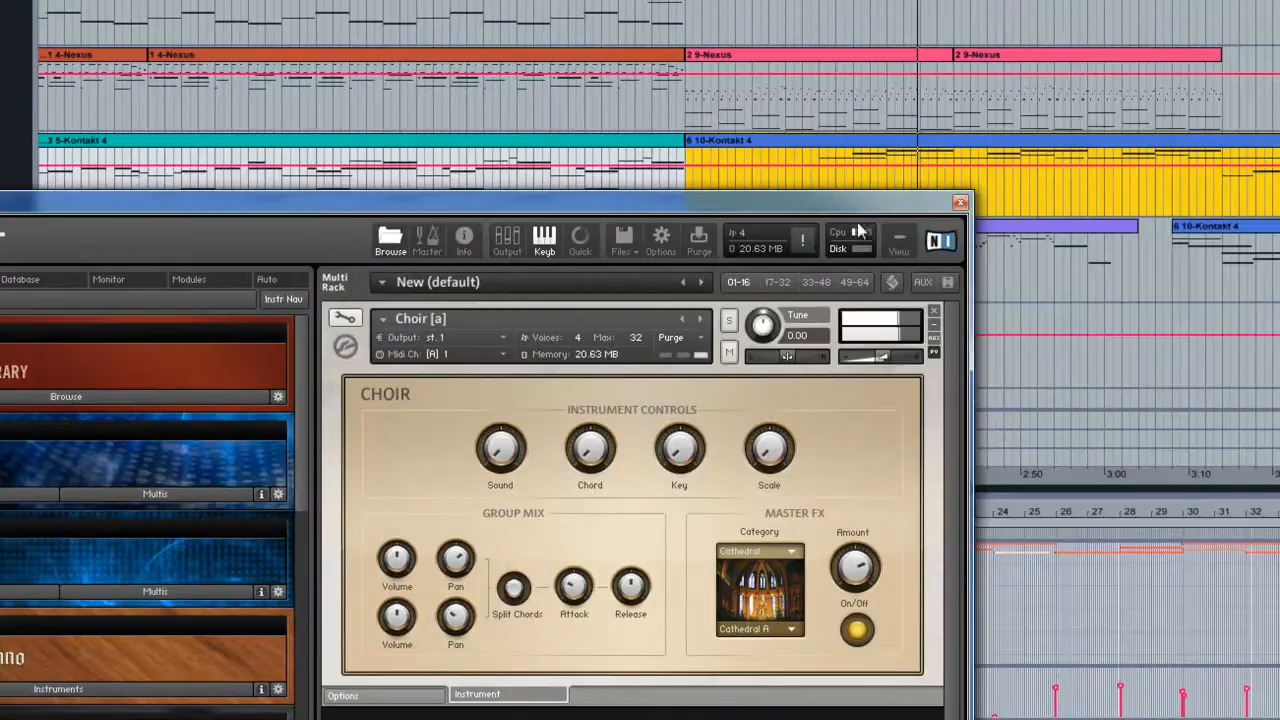 ...1 4-Nexus
1 4-Nexus
2 9-Nexus
2 9-Nexus
...3 5-Kontakt 4
6 10-Kontakt 4
6 10-Kontakt 4
Browse
Master
Info
Output
Keyb
Quick
Files
Options
Purge
4
20.63 MB
!
Cpu
Disk
View
NI
Database
Monitor
Modules
Auto
Instr Nav
Multi
Rack
New (default)
01-16
17-32
33-48
49-64
AUX
Choir [a]
Output: st. 1
Voices: 4 Max: 32
Purge
Midi Ch: [A] 1
Memory: 20.63 MB
S
M
Tune
0.00
AUX
PV
Browse
Multis
Multis
Instruments
CHOIR
INSTRUMENT CONTROLS
Sound
Chord
Key
Scale
GROUP MIX
Volume
Pan
Split Chords
Attack
Release
Volume
Pan
MASTER FX
Category
Cathedral
Cathedral A
Amount
On/Off
Options
Instrument
2:50
3:00
3:10
24
25
26
27
28
29
30
31
32